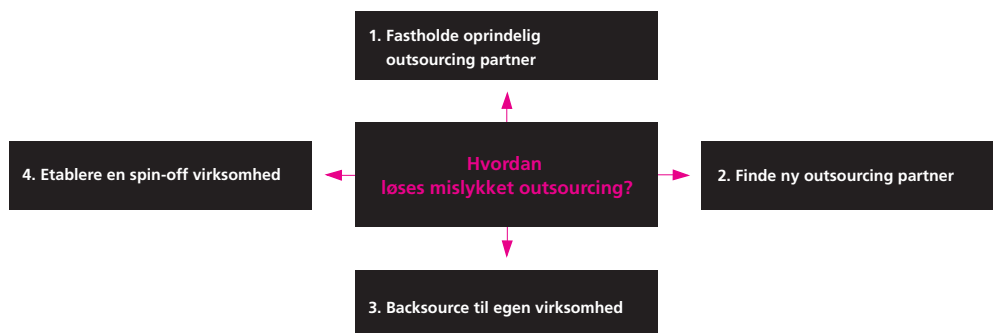 1. Fastholde oprindelig
outsourcing partner
Hvordan
løses mislykket outsourcing?
4. Etablere en spin-off virksomhed
2. Finde ny outsourcing partner
3. Backsource til egen virksomhed